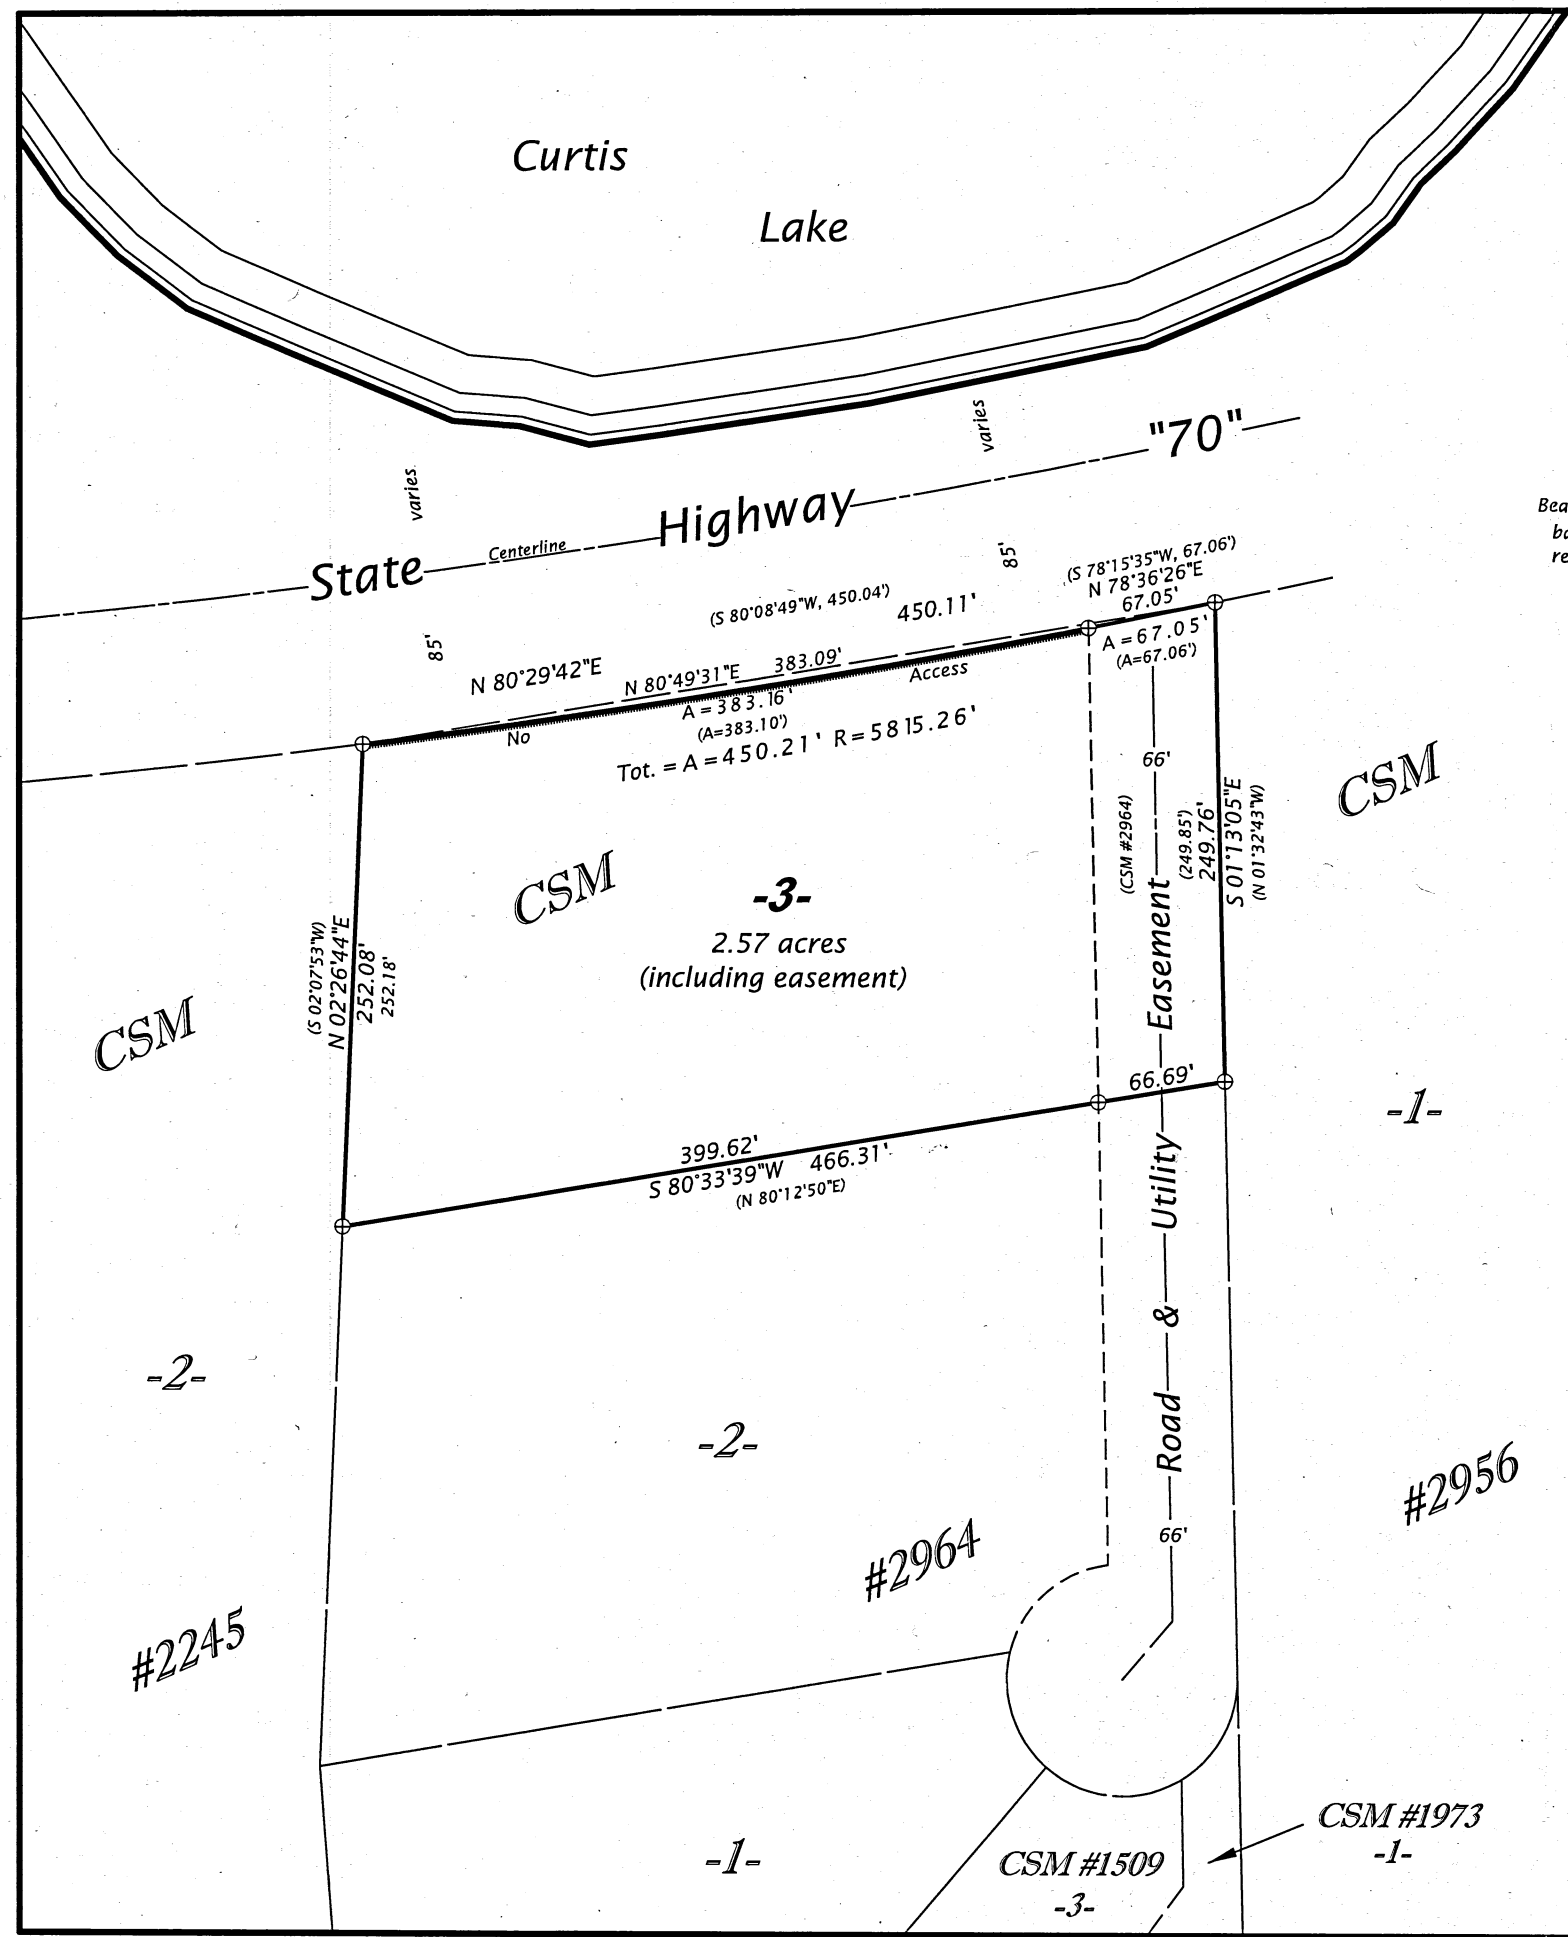 Curtis
Lake
varies
varies
"70"
State
Centerline
Highway
85'
85'
Bea
ba
re
(S 78°15'35"W, 67.06')
N 78°36'26"E
67.05'
(S 80°08'49"W, 450.04')
450.11'
N 80°29'42"E
N 80°49'31"E
383.09'
A = 383.16'
(A=383.10')
No
Access
Tot. = A = 450.21' R = 5815.26'
A = 67.05'
(A=67.06')
66'
CSM
CSM
CSM
-3-
2.57 acres
(including easement)
(CSM #2964)
(249.85')
249.76'
S 01°13'05"E
(N 01°32'43"W)
(S 02°07'53"W)
N 02°26'44"E
252.08'
252.18'
66.69'
399.62'
S 80°33'39"W 466.31'
(N 80°12'50"E)
Road & Utility Easement
-1-
-2-
-2-
#2956
#2964
66'
#2245
-1-
CSM #1973
-1-
CSM #1509
-3-